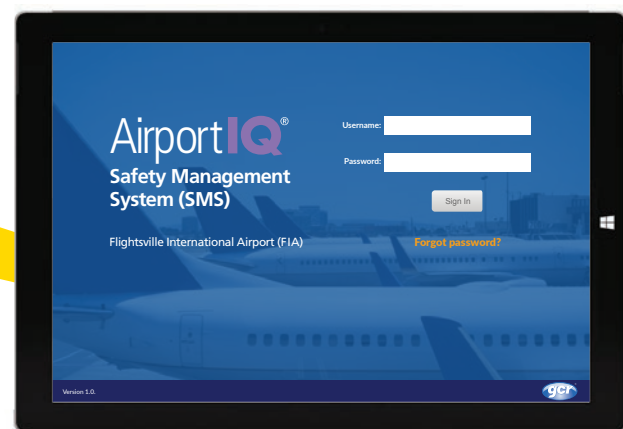 AirportIQ®
Safety Management
System (SMS)
Flightsville International Airport (FIA)
Username:
Password:
Sign In
Forgot password?
Version 1.0.
gcr